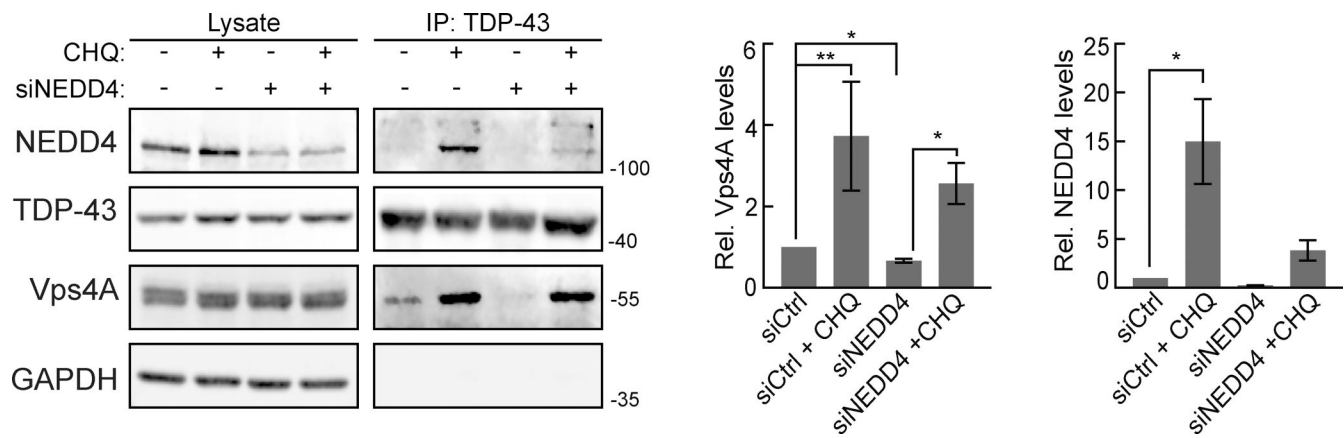 Lysate IP: TDP-43
CHQ: - + - + - + - +
siNEDD4: - - + + - - + +
NEDD4
-100
TDP-43
-40
Vps4A
-55
GAPDH
-35
Rel. Vps4A levels
6
4
2
0
*
**
*
siCtrl
siCtrl + CHQ
siNEDD4
siNEDD4 +CHQ
Rel. NEDD4 levels
25
20
15
10
5
0
*
siCtrl
siCtrl + CHQ
siNEDD4
siNEDD4 +CHQ